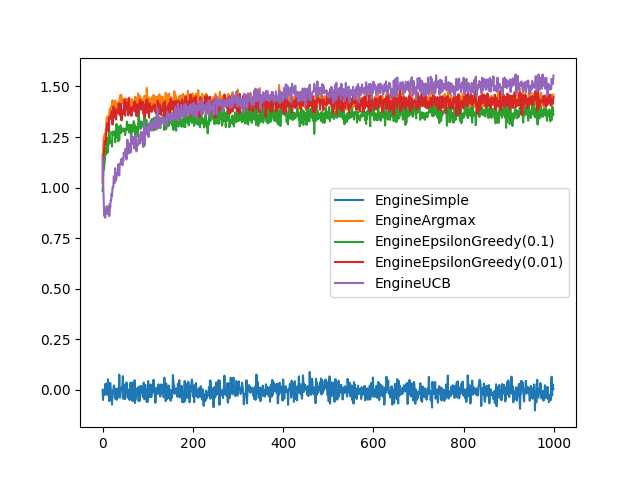 1.50
1.25
1.00
0.75
0.50
0.25
0.00
EngineSimple
EngineArgmax
EngineEpsilonGreedy(0.1)
EngineEpsilonGreedy(0.01)
EngineUCB
0 200 400 600 800 1000